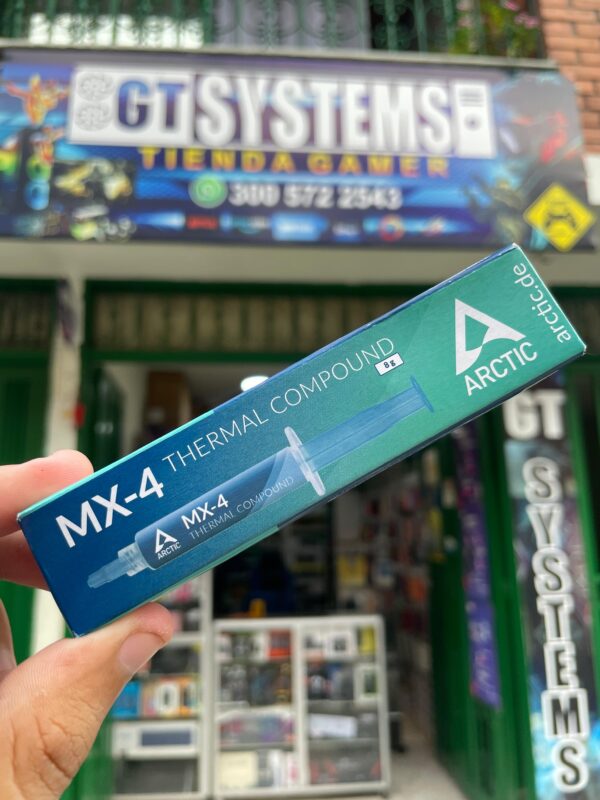 GT SYSTEMS
TIENDA GAMER
300 572 2543
arctic.de
ARCTIC
8g
MX-4 THERMAL COMPOUND
MX-4
THERMAL COMPOUND
ARCTIC
GT
SYSTEMS